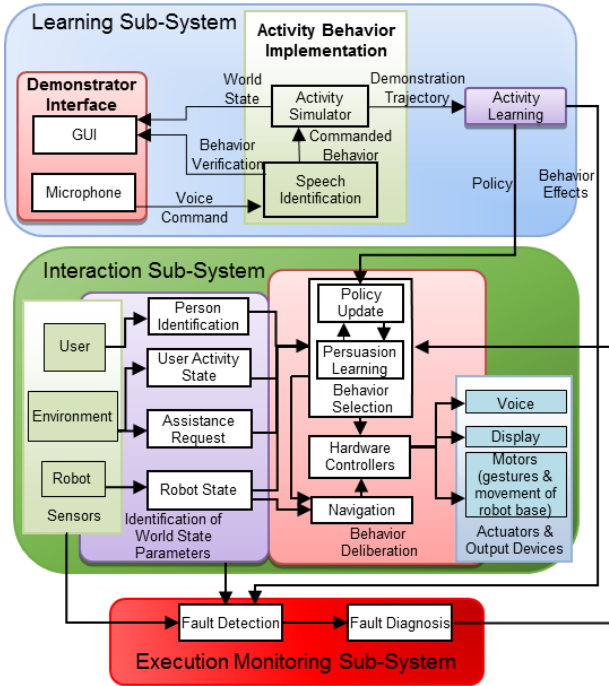 Learning Sub-System
Activity Behavior
Implementation
Demonstrator
Interface
GUI
Microphone
World
State
Activity
Simulator
Demonstration
Trajectory
Activity
Learning
Behavior
Verification
Commanded
Behavior
Speech
Identification
Voice
Command
Policy
Behavior
Effects
Interaction Sub-System
User
Environment
Robot
Sensors
Person
Identification
User Activity
State
Assistance
Request
Robot State
Identification of
World State
Parameters
Policy
Update
Persuasion
Learning
Behavior
Selection
Hardware
Controllers
Navigation
Behavior
Deliberation
Voice
Display
Motors
(gestures &
movement of
robot base)
Actuators &
Output Devices
Fault Detection
Fault Diagnosis
Execution Monitoring Sub-System